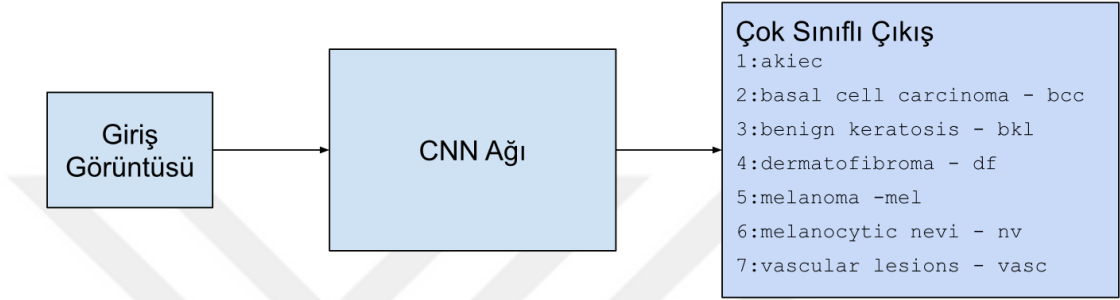 Giriş
Görüntüsü
CNN Ağı
Çok Sınıflı Çıkış
1:akiec
2:basal cell carcinoma - bcc
3:benign keratosis - bkl
4:dermatofibroma - df
5:melanoma -mel
6:melanocytic nevi - nv
7:vascular lesions - vasc